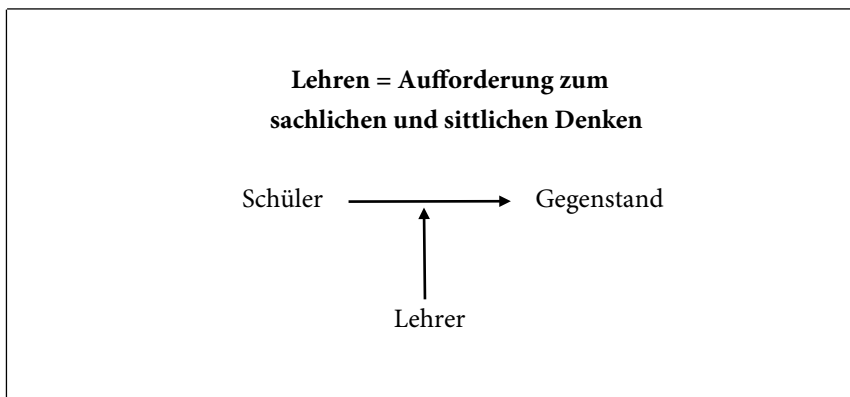 Lehren = Aufforderung zum
sachlichen und sittlichen Denken
Schüler Gegenstand
Lehrer